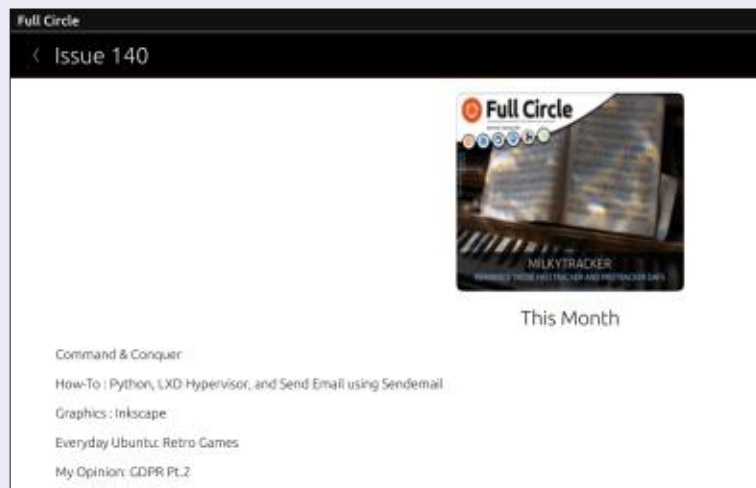 Full Circle
Issue 140
Full Circle
MILKYTRACKER
This Month
Command & Conquer
How-To : Python, LXD Hypervisor, and Send Email using Sendemail
Graphics : Inkscape
Everyday Ubuntu: Retro Games
My Opinion: GDPR Pt.2